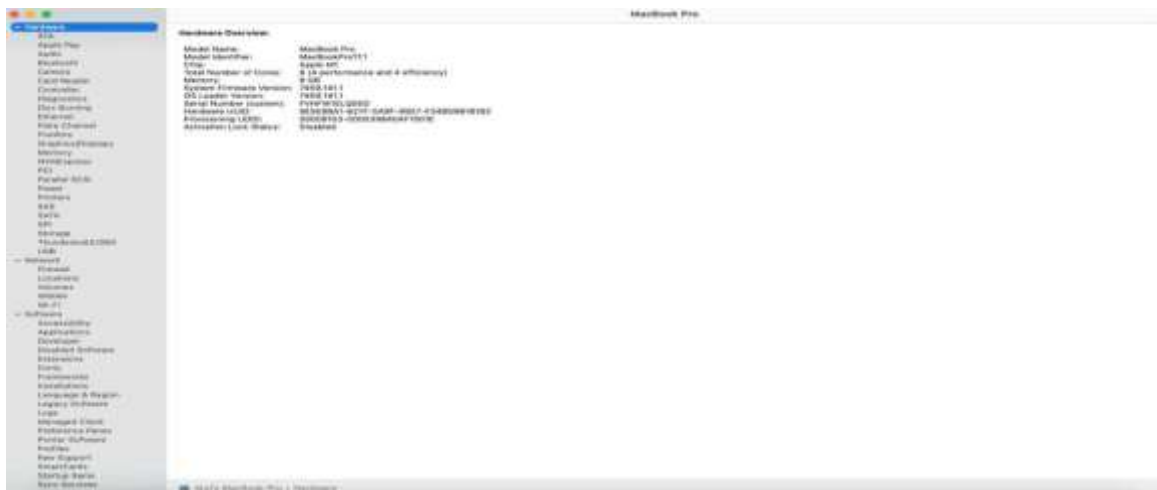 MacBook Pro
Hardware
ATA
Apple Pay
Audio
Bluetooth
Camera
Card Reader
Controller
Diagnostics
Disc Burning
Ethernet
Fibre Channel
FireWire
Graphics/Displays
Memory
NVMExpress
PCI
Parallel SCSI
Power
Printers
SAS
SATA
SPI
Storage
Thunderbolt/USB4
USB
Network
Firewall
Locations
Volumes
WWAN
Wi-Fi
Software
Accessibility
Applications
Developer
Disabled Software
Extensions
Fonts
Frameworks
Installations
Language & Region
Legacy Software
Logs
Managed Client
Preference Panes
Printer Software
Profiles
Raw Support
SmartCards
Startup Items
Sync Services
Hardware Overview:
Model Name: MacBook Pro
Model Identifier:
Chip: Apple M1
Total Number of Cores: 8 (4 performance and 4 efficiency)
Memory: 8 GB
System Firmware Version:
OS Loader Version:
Serial Number (system):
Hardware UUID:
Provisioning UDID:
Activation Lock Status: Disabled
MacBook Pro › Hardware